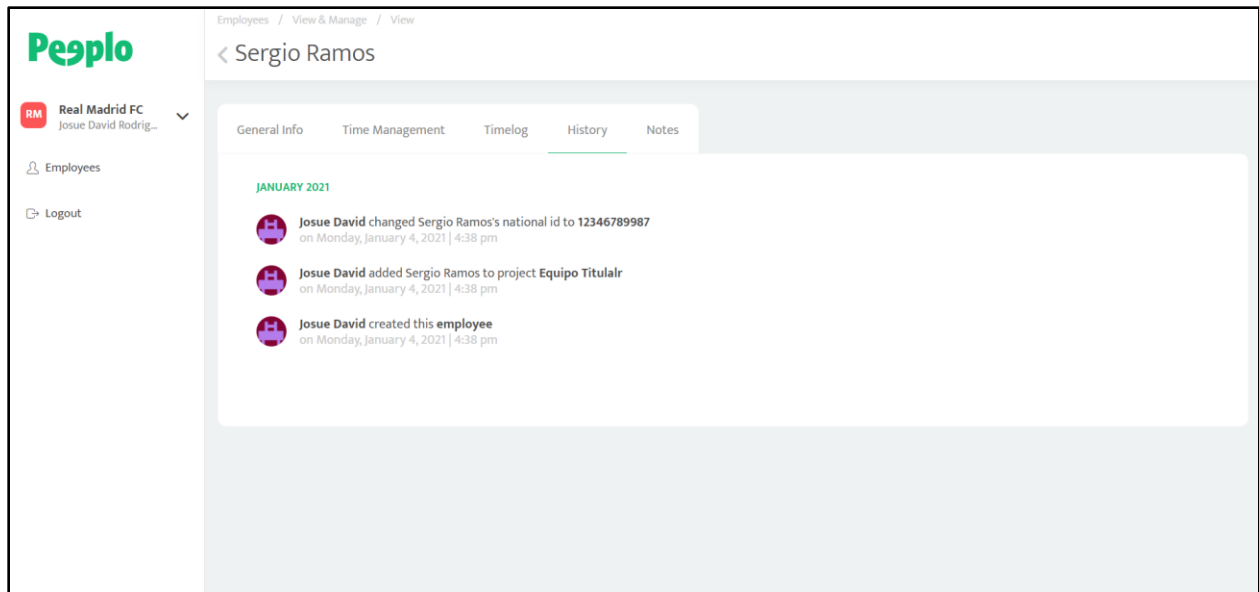 Peeplo
Employees / View & Manage / View
Sergio Ramos
RM
Real Madrid FC
Josue David Rodrig...
Employees
Logout
General Info Time Management Timelog History Notes
JANUARY 2021
Josue David changed Sergio Ramos's national id to 12346789987
on Monday, January 4, 2021 | 4:38 pm
Josue David added Sergio Ramos to project Equipo Titulalr
on Monday, January 4, 2021 | 4:38 pm
Josue David created this employee
on Monday, January 4, 2021 | 4:38 pm